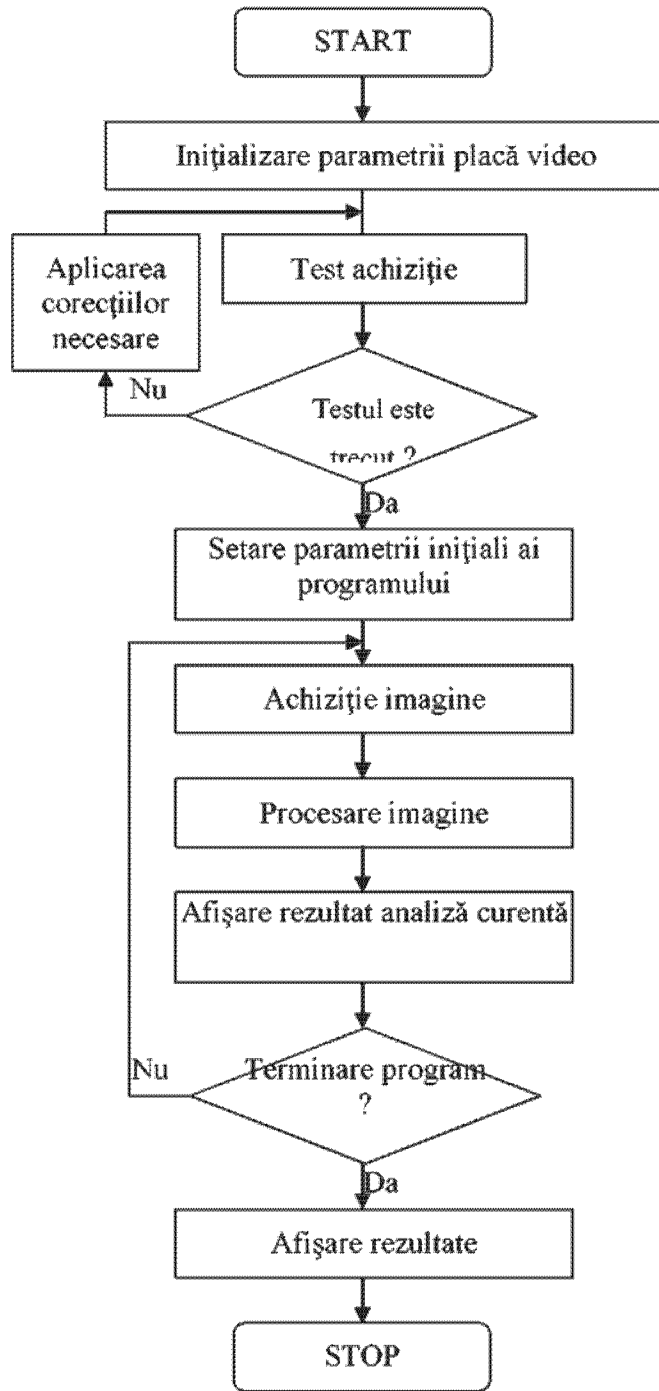 START
Iniţializare parametrii placă video
Aplicarea
corecţiilor
necesare
Test achiziţie
Nu
Testul este
trecut ?
Da
Setare parametrii iniţiali ai
programului
Achiziţie imagine
Procesare imagine
Afişare rezultat analiză curentă
Nu
Terminare program
?
Da
Afişare rezultate
STOP